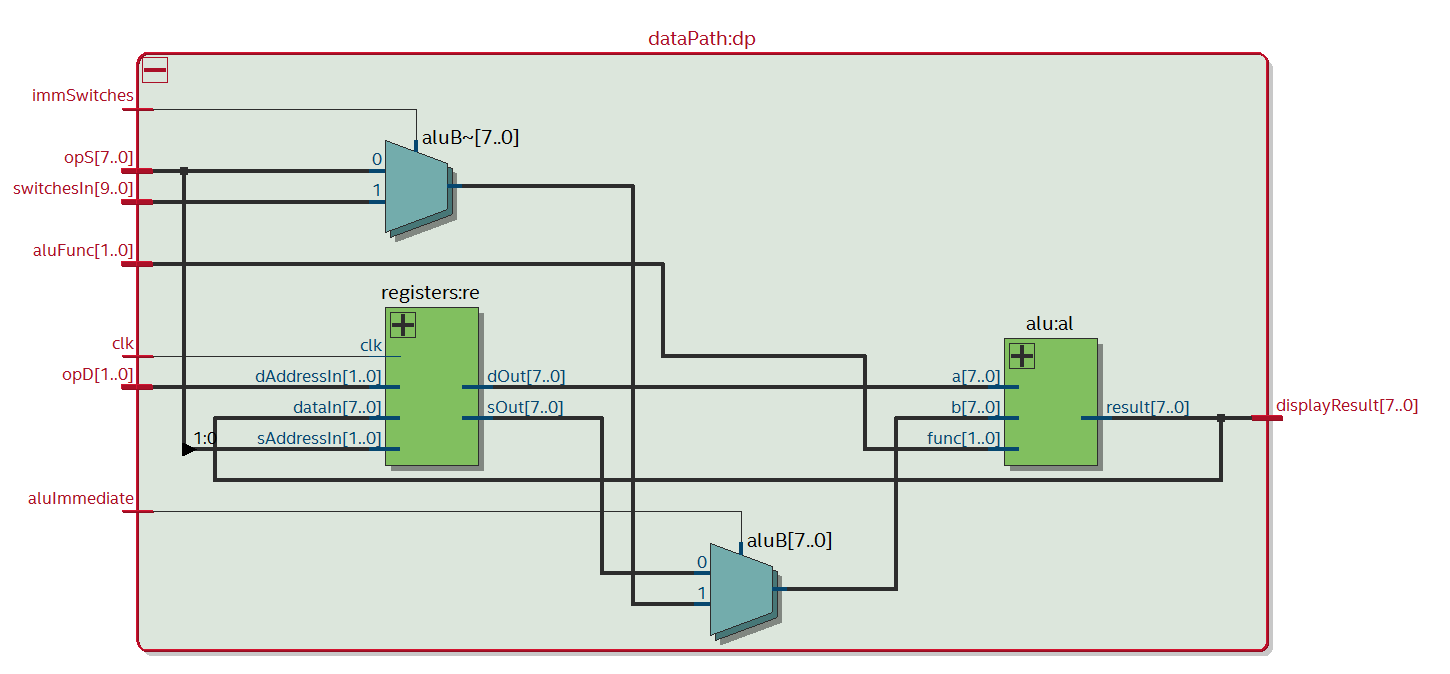 dataPath:dp
immSwitches
aluB~[7..0]
opS[7..0]
0
switchesIn[9..0]
1
aluFunc[1..0]
registers:re
alu:al
clk
clk
opD[1..0]
dAddressIn[1..0]
dOut[7..0]
a[7..0]
dataIn[7..0]
sOut[7..0]
b[7..0]
result[7..0]
displayResult[7..0]
1:0
sAddressIn[1..0]
func[1..0]
aluImmediate
aluB[7..0]
0
1